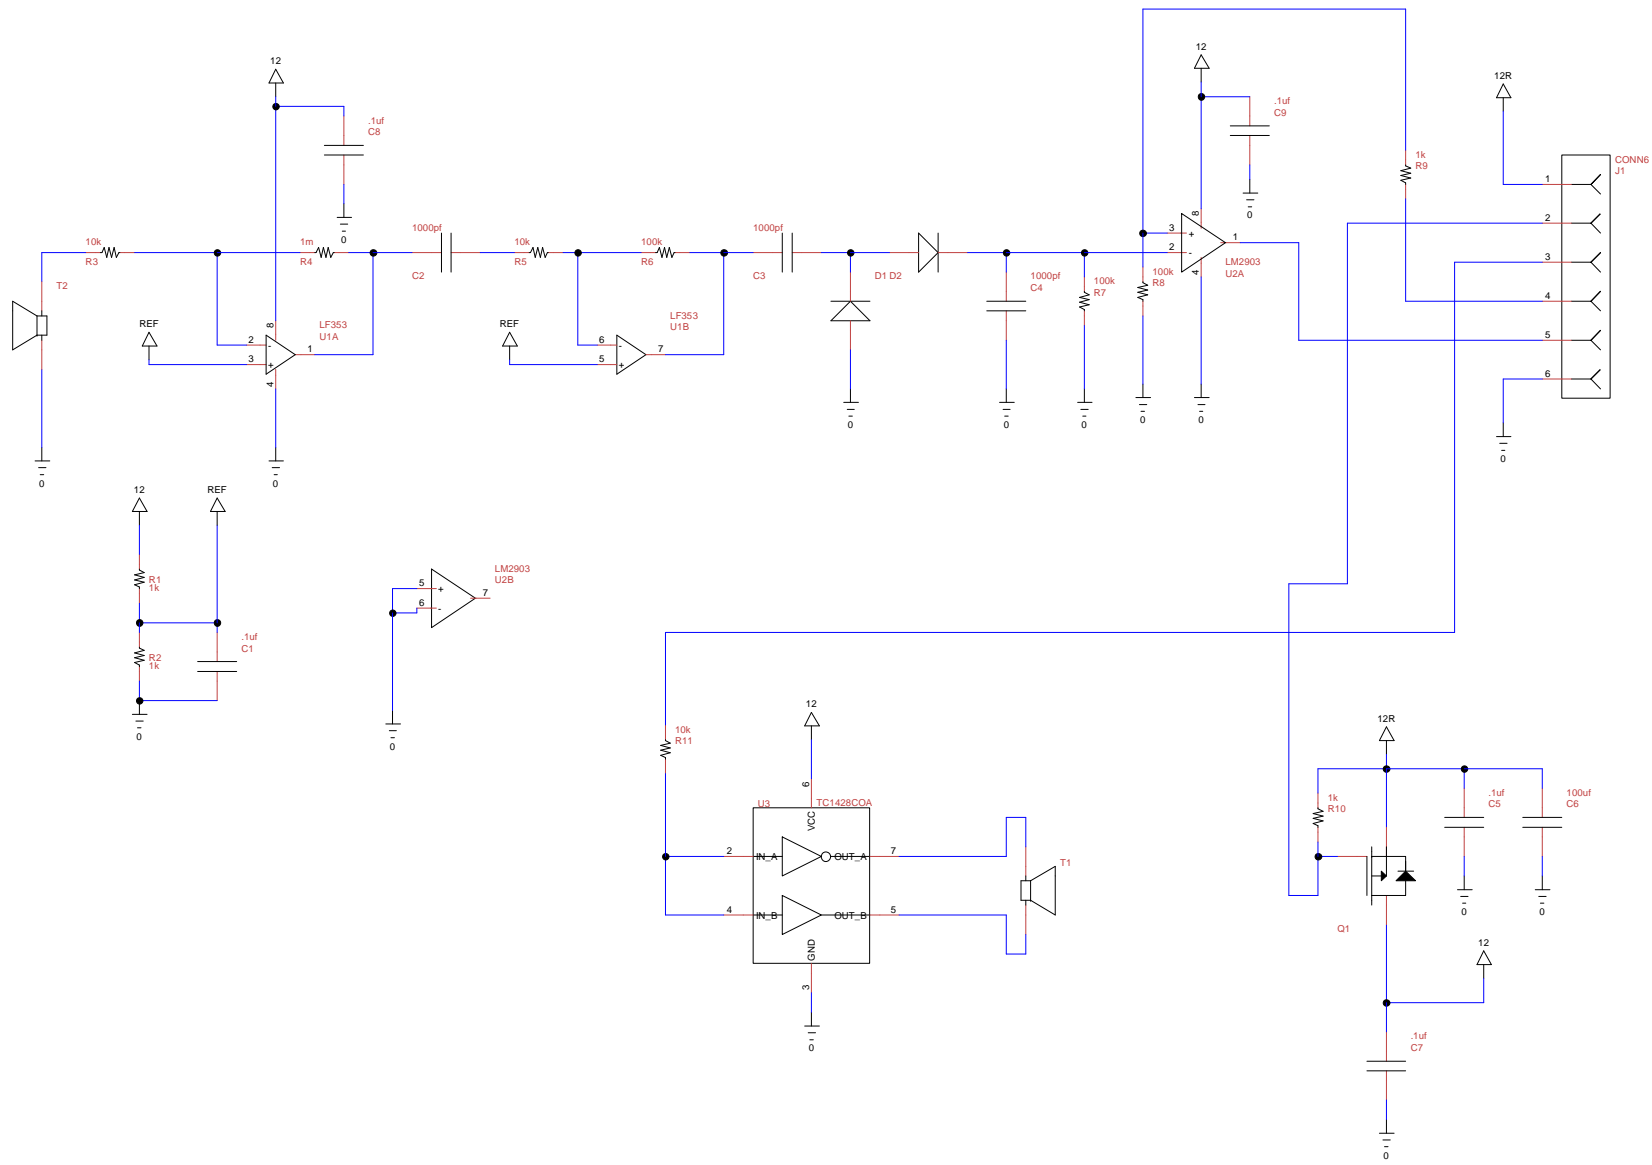 12
.1uf
C8
0
10k
R3
1m
R4
1000pf
C2
10k
R5
100k
R6
1000pf
C3
D1 D2
1000pf
C4
100k
R7
100k
R8
12
.1uf
C9
0
3
+
2
-
8
4
1
LM2903
U2A
1k
R9
12R
CONN6
J1
1
2
3
4
5
6
0
T2
REF
2
-
3
+
8
4
1
LF353
U1A
REF
6
-
5
+
7
LF353
U1B
0
0
0
0
0
0
0
12
REF
R1
1k
R2
1k
.1uf
C1
0
5
+
6
-
7
LM2903
U2B
0
10k
R11
12
6
U3
TC1428COA
VCC
2
IN_A
OUT_A
7
4
IN_B
OUT_B
5
GND
3
0
T1
12R
1k
R10
.1uf
C5
100uf
C6
0
0
Q1
12
.1uf
C7
0